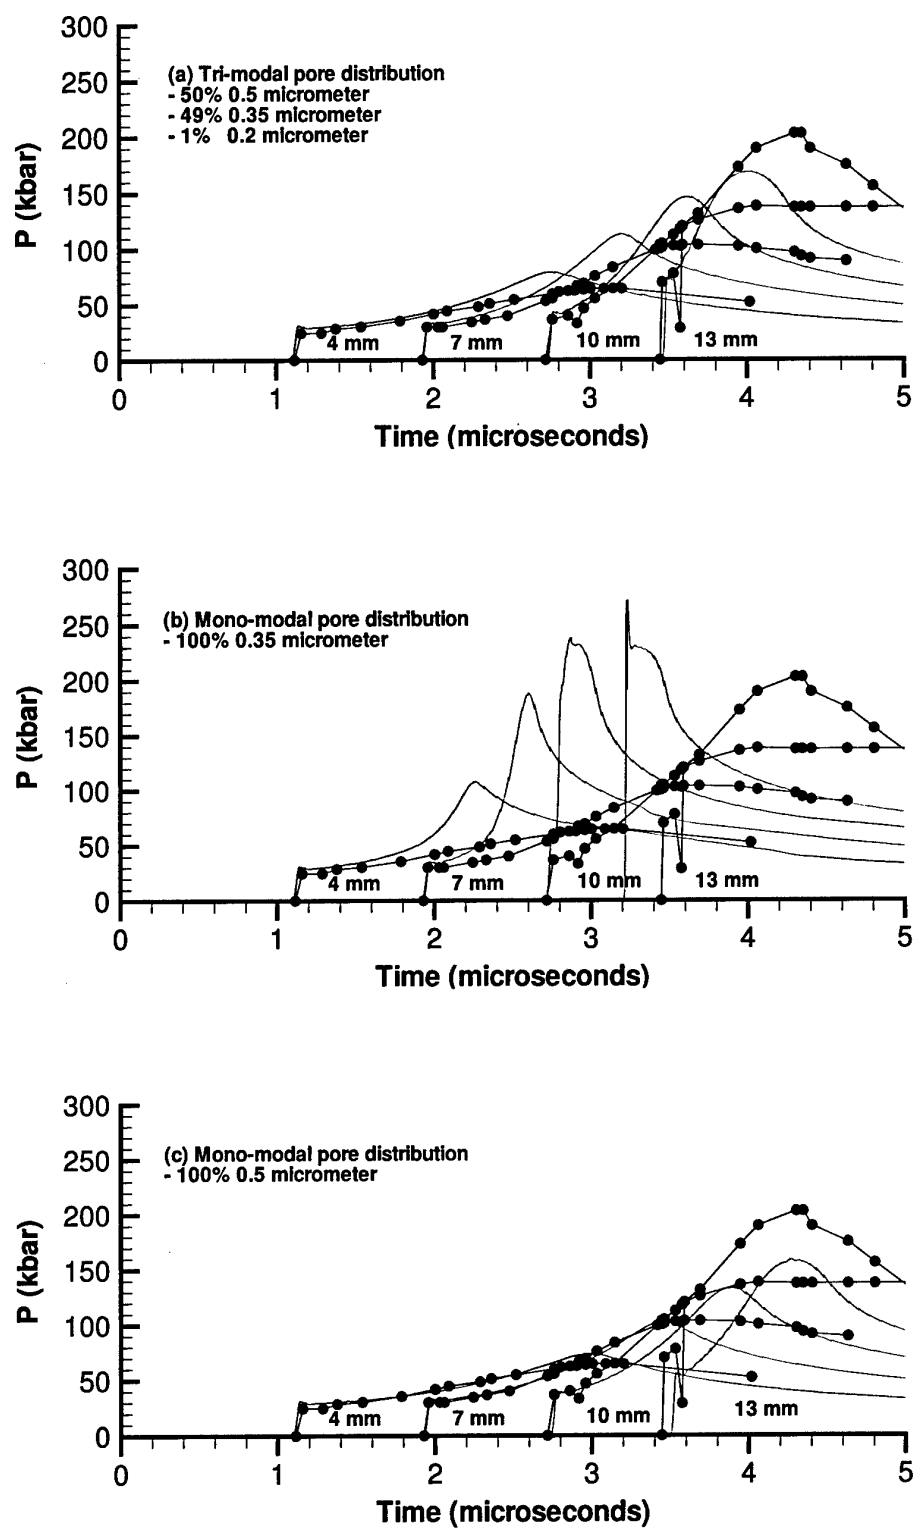 300
250
200
150
100
50
0
P (kbar)
(a) Tri-modal pore distribution
- 50% 0.5 micrometer
- 49% 0.35 micrometer
- 1% 0.2 micrometer
4 mm 7 mm 10 mm 13 mm
0 1 2 3 4 5
Time (microseconds)
300
250
200
150
100
50
0
P (kbar)
(b) Mono-modal pore distribution
- 100% 0.35 micrometer
4 mm 7 mm 10 mm 13 mm
0 1 2 3 4 5
Time (microseconds)
300
250
200
150
100
50
0
P (kbar)
(c) Mono-modal pore distribution
- 100% 0.5 micrometer
4 mm 7 mm 10 mm 13 mm
0 1 2 3 4 5
Time (microseconds)